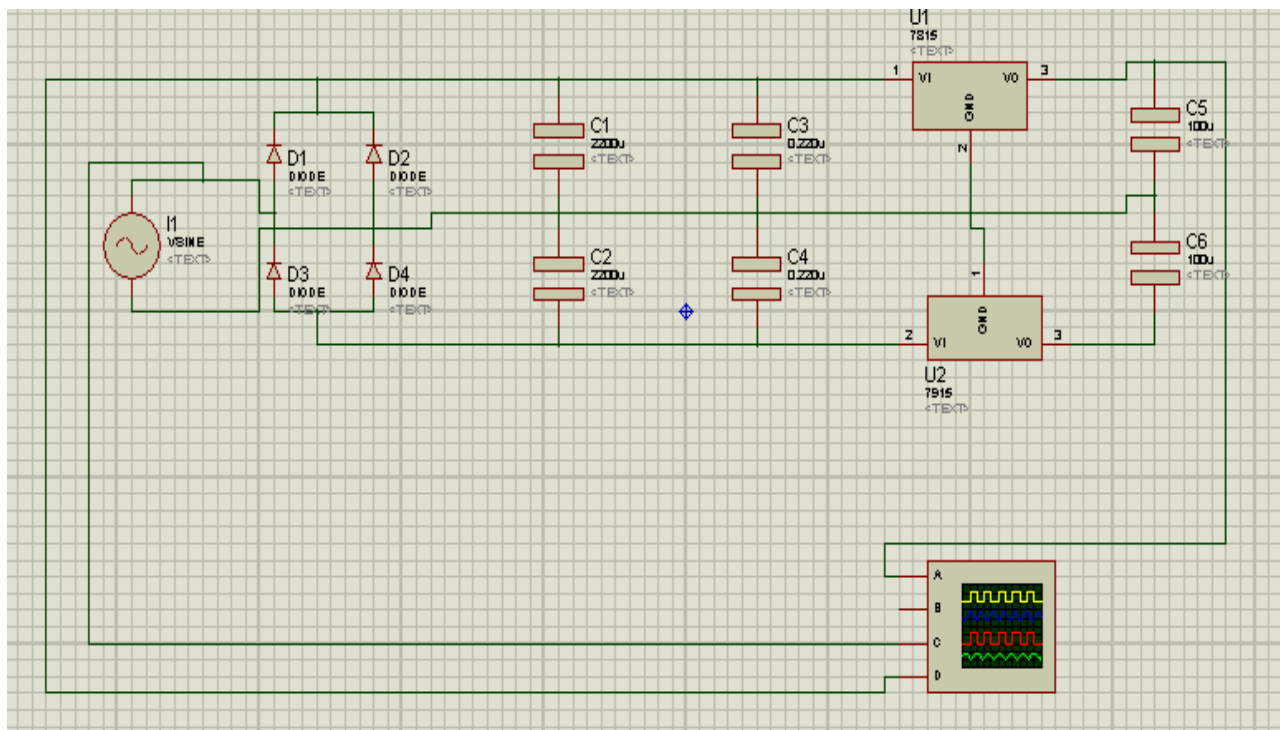 U1
7815
<TEXT>
1
VI
VO
3
GND
2
C1
2200u
<TEXT>
C3
0.220u
<TEXT>
C5
100u
<TEXT>
D1
DIODE
<TEXT>
D2
DIODE
<TEXT>
I1
VSINE
<TEXT>
D3
DIODE
<TEXT>
D4
DIODE
<TEXT>
C2
2200u
<TEXT>
C4
0.220u
<TEXT>
C6
100u
<TEXT>
1
GND
2
VI
VO
3
U2
7915
<TEXT>
A
B
C
D